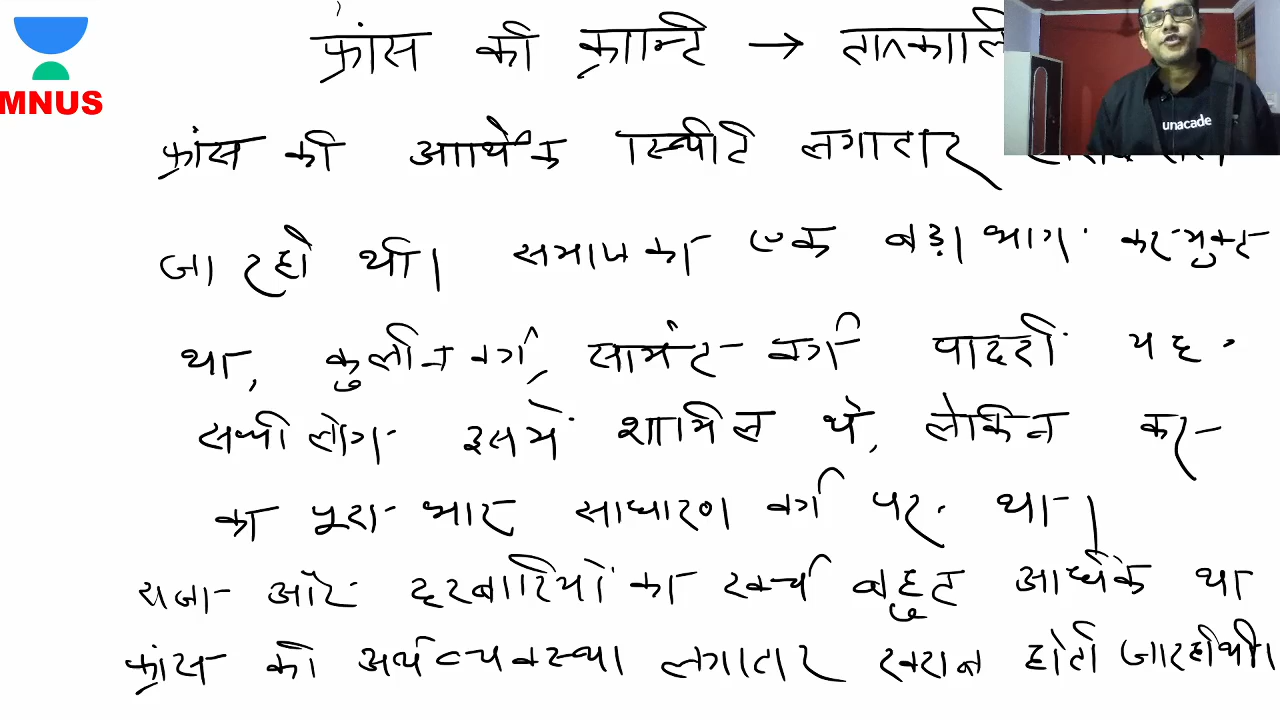 MNUS
फ्रांस की क्रान्ति → तात्कालि
unacade
फ्रांस की आर्थिक स्थिति लगातार
जा रही थी। समाज का एक बड़ा भाग कर मुक्त
था, कुलीन वर्ग, सामंत वर्ग पादरी यह
सभी लोग इसमें शामिल थे, लेकिन कर
का पूरा भार साधारण वर्ग पर था।
राजा और दरबारियों का खर्च बहुत अधिक था
फ्रांस की अर्थव्यवस्था लगातार खराब होती जा रही थी।